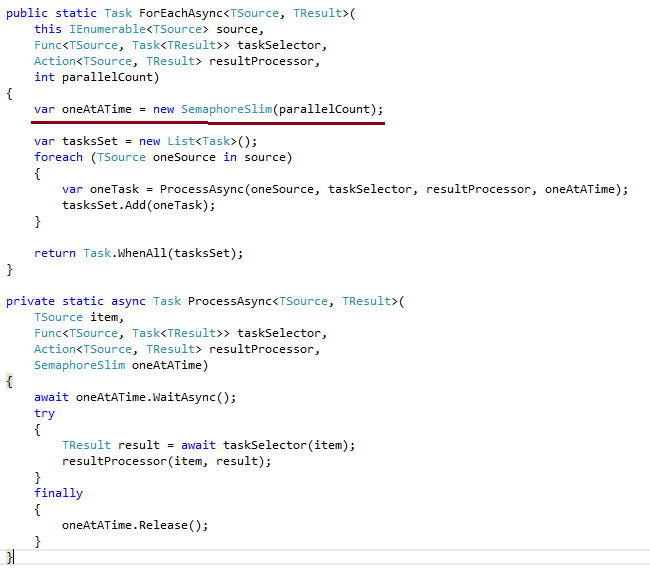 public static Task ForEachAsync<TSource, TResult>(
    this IEnumerable<TSource> source,
    Func<TSource, Task<TResult>> taskSelector,
    Action<TSource, TResult> resultProcessor,
    int parallelCount)
{
    var oneAtATime = new SemaphoreSlim(parallelCount);

    var tasksSet = new List<Task>();
    foreach (TSource oneSource in source)
    {
        var oneTask = ProcessAsync(oneSource, taskSelector, resultProcessor, oneAtATime);
        tasksSet.Add(oneTask);
    }

    return Task.WhenAll(tasksSet);
}

private static async Task ProcessAsync<TSource, TResult>(
    TSource item,
    Func<TSource, Task<TResult>> taskSelector,
    Action<TSource, TResult> resultProcessor,
    SemaphoreSlim oneAtATime)
{
    await oneAtATime.WaitAsync();
    try
    {
        TResult result = await taskSelector(item);
        resultProcessor(item, result);
    }
    finally
    {
        oneAtATime.Release();
    }
}